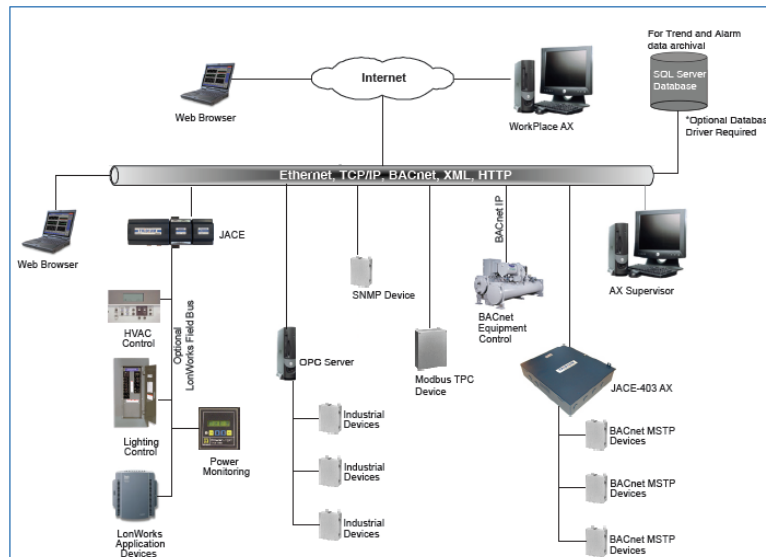 For Trend and Alarm
data archival
Internet
SQL Server
Database
Web Browser
WorkPlace AX
*Optional Databas
Driver Required
Ethernet, TCP/IP, BACnet, XML, HTTP
JACE
BACnet IP
Web Browser
SNMP Device
AX Supervisor
HVAC
Control
Optional
LonWorks Field Bus
BACnet
Equipment
Control
OPC Server
Modbus TPC
Device
JACE-403 AX
Lighting
Control
Industrial
Devices
BACnet MSTP
Devices
Power
Monitoring
Industrial
Devices
BACnet MSTP
Devices
LonWorks
Application
Devices
Industrial
Devices
BACnet MSTP
Devices